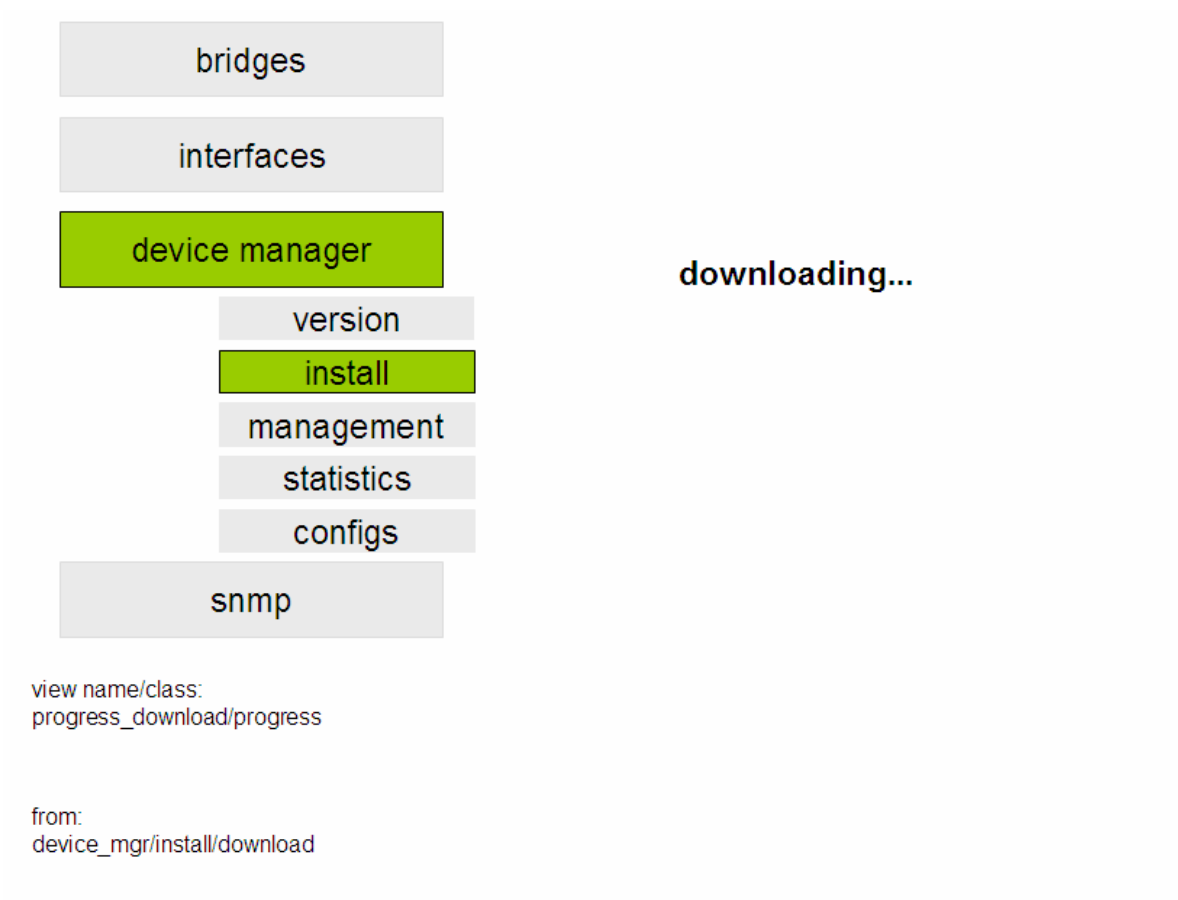 bridges
interfaces
device manager
downloading...
version
install
management
statistics
configs
snmp
view name/class:
progress_download/progress
from:
device_mgr/install/download